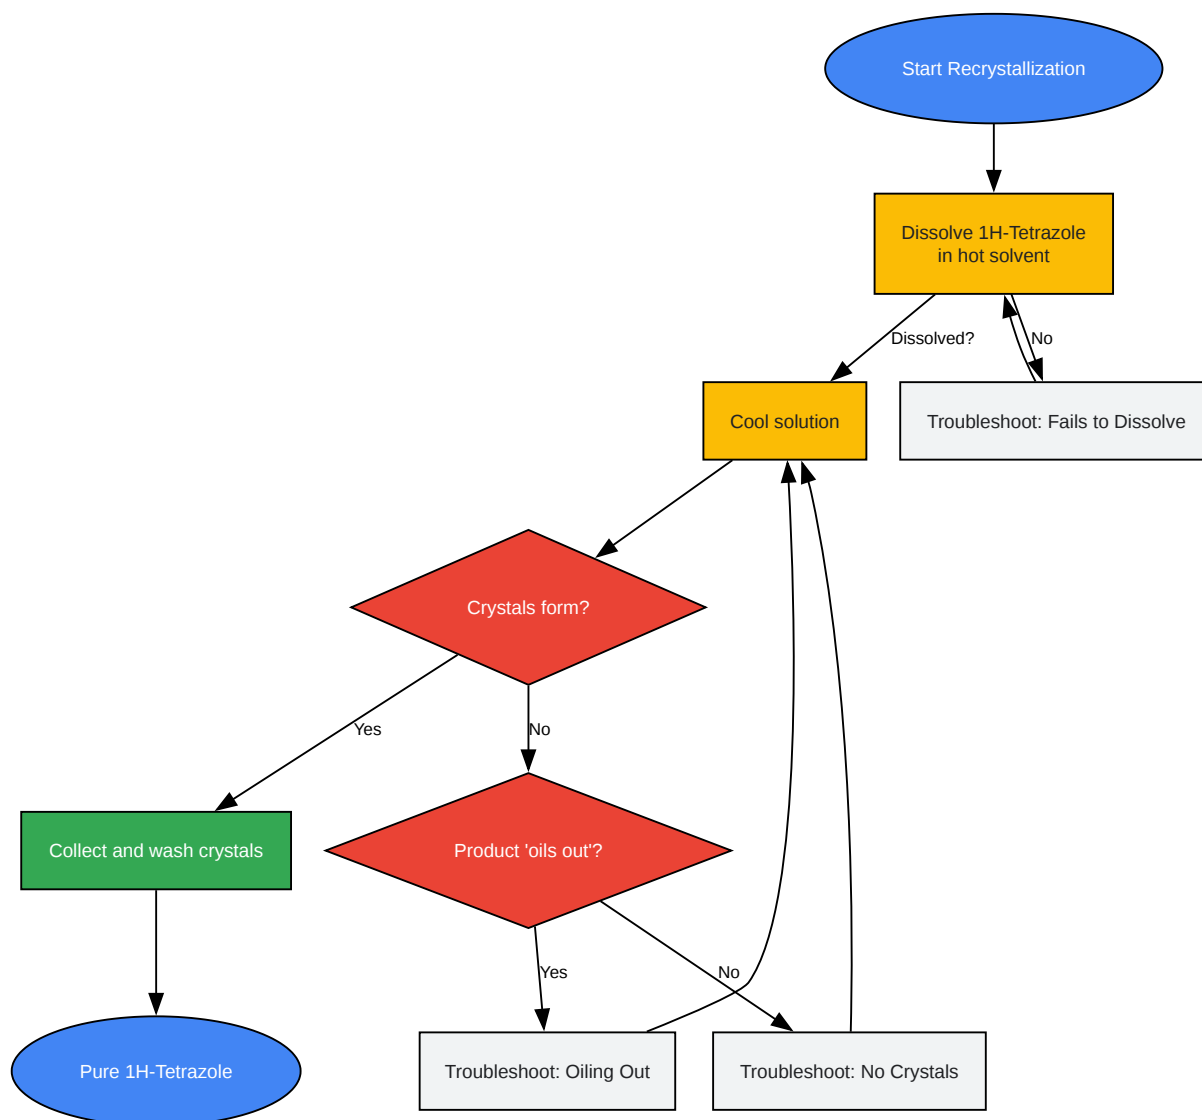 Start Recrystallization
Dissolve 1H-Tetrazole
in hot solvent
Dissolved?
No
Cool solution
Troubleshoot: Fails to Dissolve
Crystals form?
Yes
No
Collect and wash crystals
Product 'oils out'?
Yes
No
Pure 1H-Tetrazole
Troubleshoot: Oiling Out
Troubleshoot: No Crystals